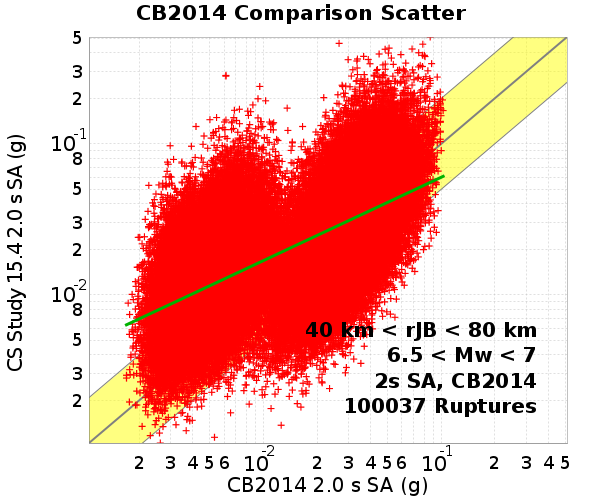 CB2014 Comparison Scatter
CS Study 15.4 2.0 s SA (g)
5
3
2
10-1
8
5
3
2
10-2
8
5
3
2
40 km < rJB < 80 km
6.5 < Mw < 7
2s SA, CB2014
100037 Ruptures
2 3 4 5 6 10-2 2 3 4 5 6 10-1 2 3 4 5
CB2014 2.0 s SA (g)